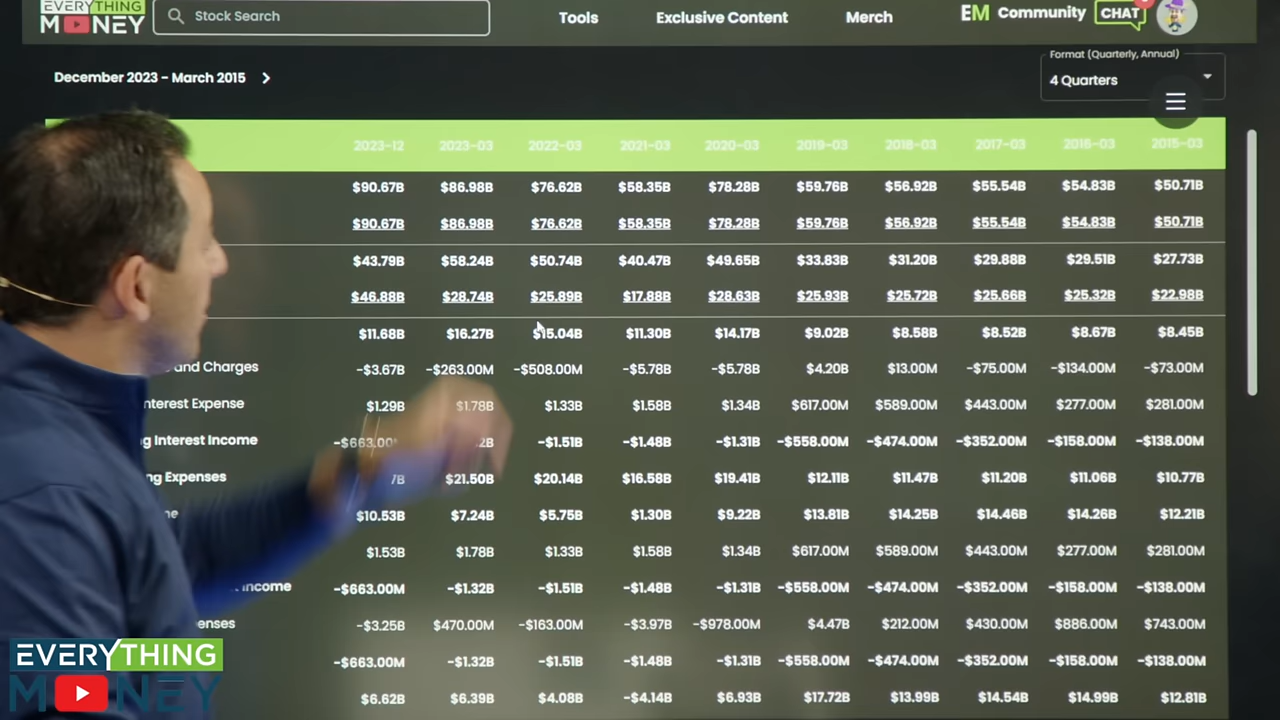 EVERYTHING
MONEY
Stock Search
Tools
Exclusive Content
Merch
EM Community
CHAT
December 2023 - March 2015
Format (Quarterly, Annual)
4 Quarters
2023-12 2023-03 2022-03 2021-03 2020-03 2019-03 2018-03 2017-03 2016-03 2015-03
$90.67B $86.98B $76.62B $58.35B $78.28B $59.76B $56.92B $55.54B $54.83B $50.71B
$90.67B $86.98B $76.62B $58.35B $78.28B $59.76B $56.92B $55.54B $54.83B $50.71B
$43.79B $58.24B $50.74B $40.47B $49.65B $33.83B $31.20B $29.88B $29.51B $27.73B
$46.88B $28.74B $25.89B $17.88B $28.63B $25.93B $25.72B $25.66B $25.32B $22.98B
$11.68B $16.27B $15.04B $11.30B $14.17B $9.02B $8.58B $8.52B $8.67B $8.45B
and Charges -$3.67B -$263.00M -$508.00M -$5.78B -$5.78B $4.20B $13.00M -$75.00M -$134.00M -$73.00M
Interest Expense $1.29B $1.78B $1.33B $1.58B $1.34B $617.00M $589.00M $443.00M $277.00M $281.00M
Interest Income -$1.51B -$1.48B -$1.31B -$558.00M -$474.00M -$352.00M -$158.00M -$138.00M
Expenses $21.50B $20.14B $16.58B $19.41B $12.11B $11.47B $11.20B $11.06B $10.77B
$10.53B $7.24B $5.75B $1.30B $9.22B $13.81B $14.25B $14.46B $14.26B $12.21B
$1.53B $1.78B $1.33B $1.58B $1.34B $617.00M $589.00M $443.00M $277.00M $281.00M
-$663.00M -$1.32B -$1.51B -$1.48B -$1.31B -$558.00M -$474.00M -$352.00M -$158.00M -$138.00M
-$3.25B $470.00M -$163.00M -$3.97B -$978.00M $4.47B $212.00M $430.00M $886.00M $743.00M
-$663.00M -$1.32B -$1.51B -$1.48B -$1.31B -$558.00M -$474.00M -$352.00M -$158.00M -$138.00M
$6.62B $6.39B $4.08B -$4.14B $6.93B $17.72B $13.99B $14.54B $14.99B $12.81B
EVERYTHING
MONEY